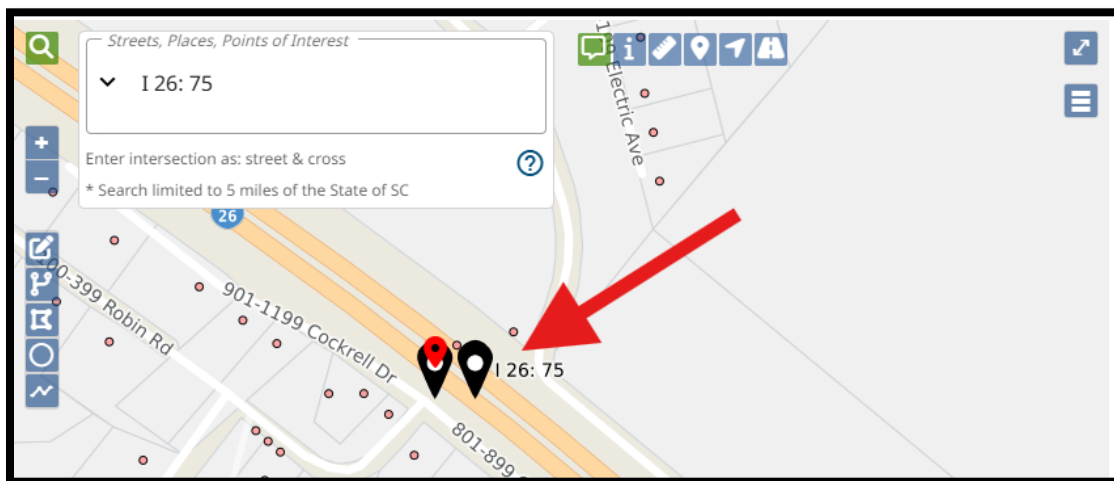 Streets, Places, Points of Interest
I 26: 75
Enter intersection as: street & cross
* Search limited to 5 miles of the State of SC
26
Electric Ave
100-399 Robin Rd
901-1199 Cockrell Dr
I 26: 75
801-899